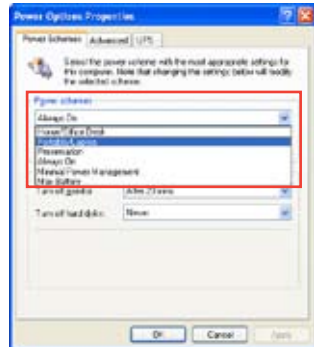 Power Options Properties
Power Schemes Advanced UPS
Select the power scheme with the most appropriate settings for
this computer. Note that changing the settings below will modify
the selected scheme.
Power schemes
Always On
Home/Office Desk
Portable/Laptop
Presentation
Always On
Minimal Power Management
Max Battery
Turn off monitor: After 20 mins
Turn off hard disks: Never
OK Cancel Apply